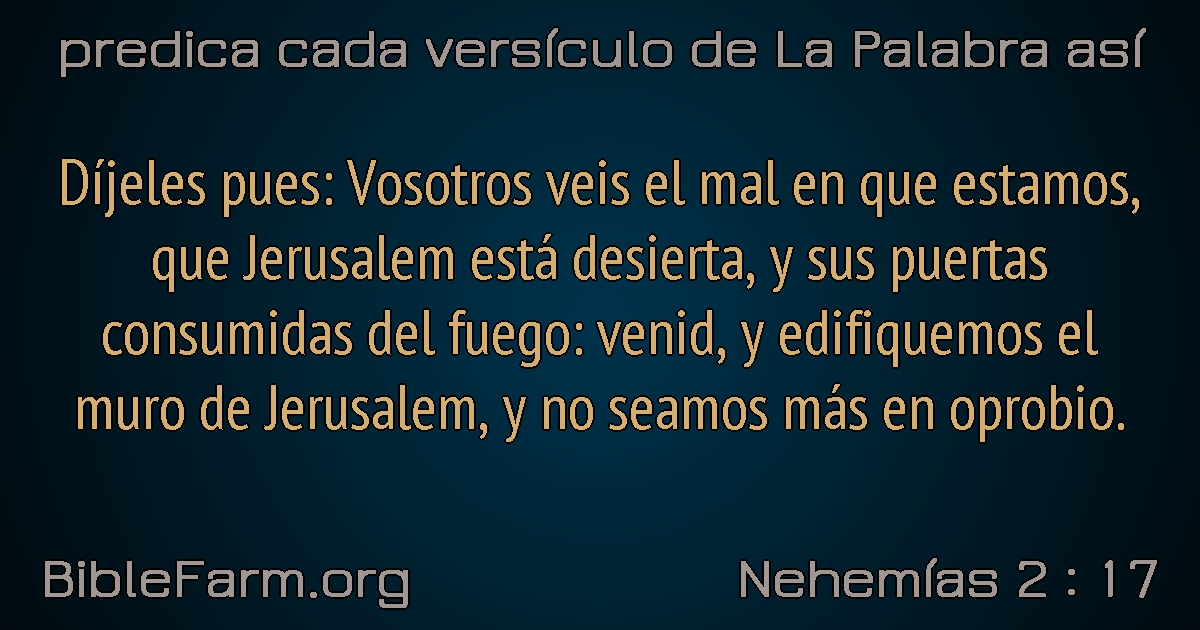 predica cada versículo de La Palabra así
Díjeles pues: Vosotros veis el mal en que estamos,
que Jerusalem está desierta, y sus puertas
consumidas del fuego: venid, y edifiquemos el
muro de Jerusalem, y no seamos más en oprobio.
BibleFarm.org
Nehemías 2 : 17